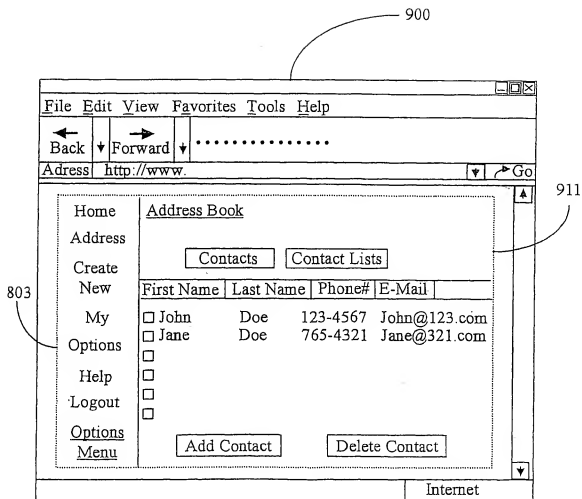 900
File Edit View Favorites Tools Help
Back Forward ..............
Adress http://www. Go
911
803
Home
Address
Create
New
My
Options
Help
Logout
Options
Menu
Address Book
Contacts Contact Lists
First Name Last Name Phone# E-Mail
John Doe 123-4567 John@123.com
Jane Doe 765-4321 Jane@321.com
Add Contact Delete Contact
Internet